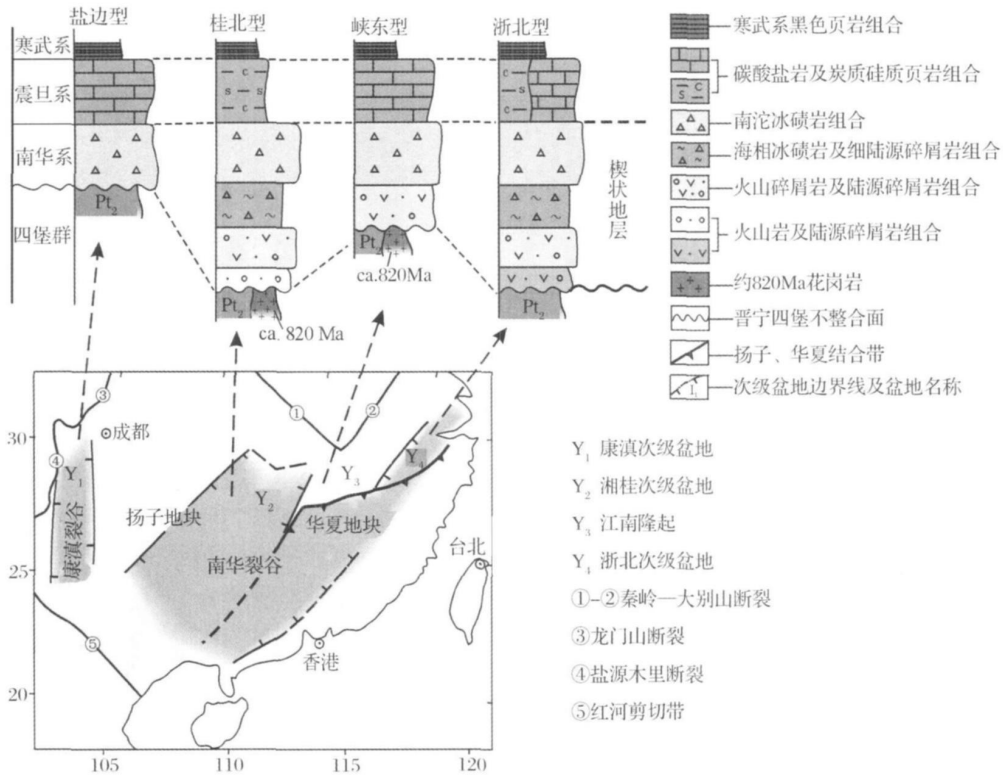 盐边型
桂北型
峡东型
浙北型
寒武系
震旦系
南华系
四堡群
Pt2
C
S S
C
Pt2
ca. 820 Ma
Pt2
ca.820Ma
C
S
C
Pt2
楔状地层
寒武系黑色页岩组合
碳酸盐岩及炭质硅质页岩组合
S C
南沱冰碛岩组合
海相冰碛岩及细陆源碎屑岩组合
火山碎屑岩及陆源碎屑岩组合
火山岩及陆源碎屑岩组合
约820Ma花岗岩
晋宁四堡不整合面
扬子、华夏结合带
I1
次级盆地边界线及盆地名称
30
25
20
105
110
115
120
③
①
②
成都
④
Y1
康滇裂谷
扬子地块
Y2
Y3
Y4
华夏地块
南华裂谷
台北
⑤
香港
Y1 康滇次级盆地
Y2 湘桂次级盆地
Y3 江南隆起
Y4 浙北次级盆地
①-②秦岭—大别山断裂
③龙门山断裂
④盐源木里断裂
⑤红河剪切带